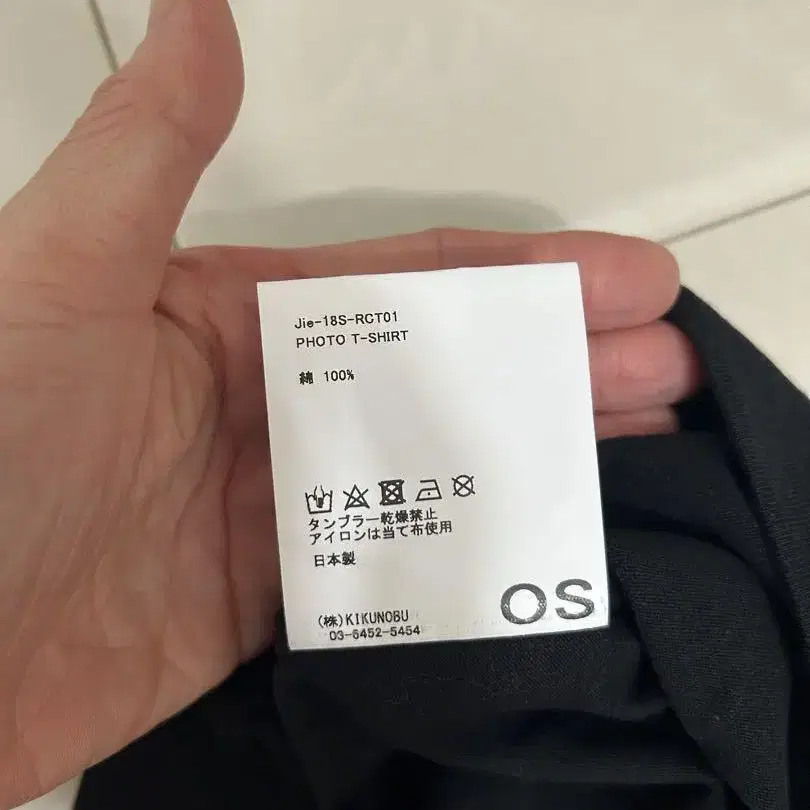 Jie-18S-RCT01
PHOTO T-SHIRT
綿 100%
タンブラー乾燥禁止
アイロンは当て布使用
日本製
OS
(株)KIKUNOBU
03-6452-5454